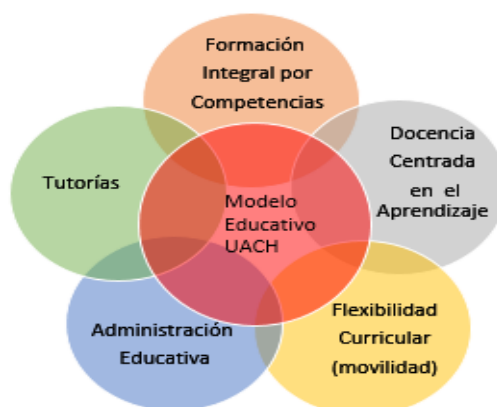 Formación
Integral por
Competencias
Docencia
Centrada
en el
Aprendizaje
Tutorías
Modelo
Educativo
UACH
Administración
Educativa
Flexibilidad
Curricular
(movilidad)